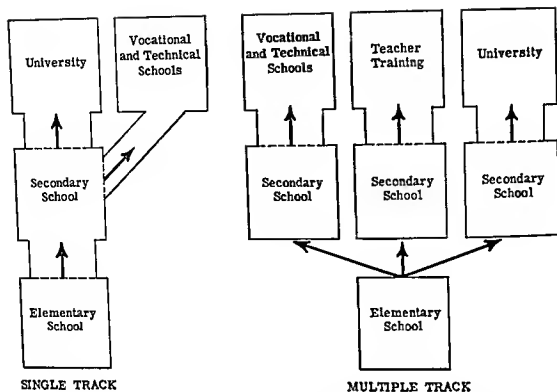 University
Vocational
and Technical
Schools
Secondary
School
Elementary
School
SINGLE TRACK
Vocational
and Technical
Schools
Teacher
Training
University
Secondary
School
Secondary
School
Secondary
School
Elementary
School
MULTIPLE TRACK